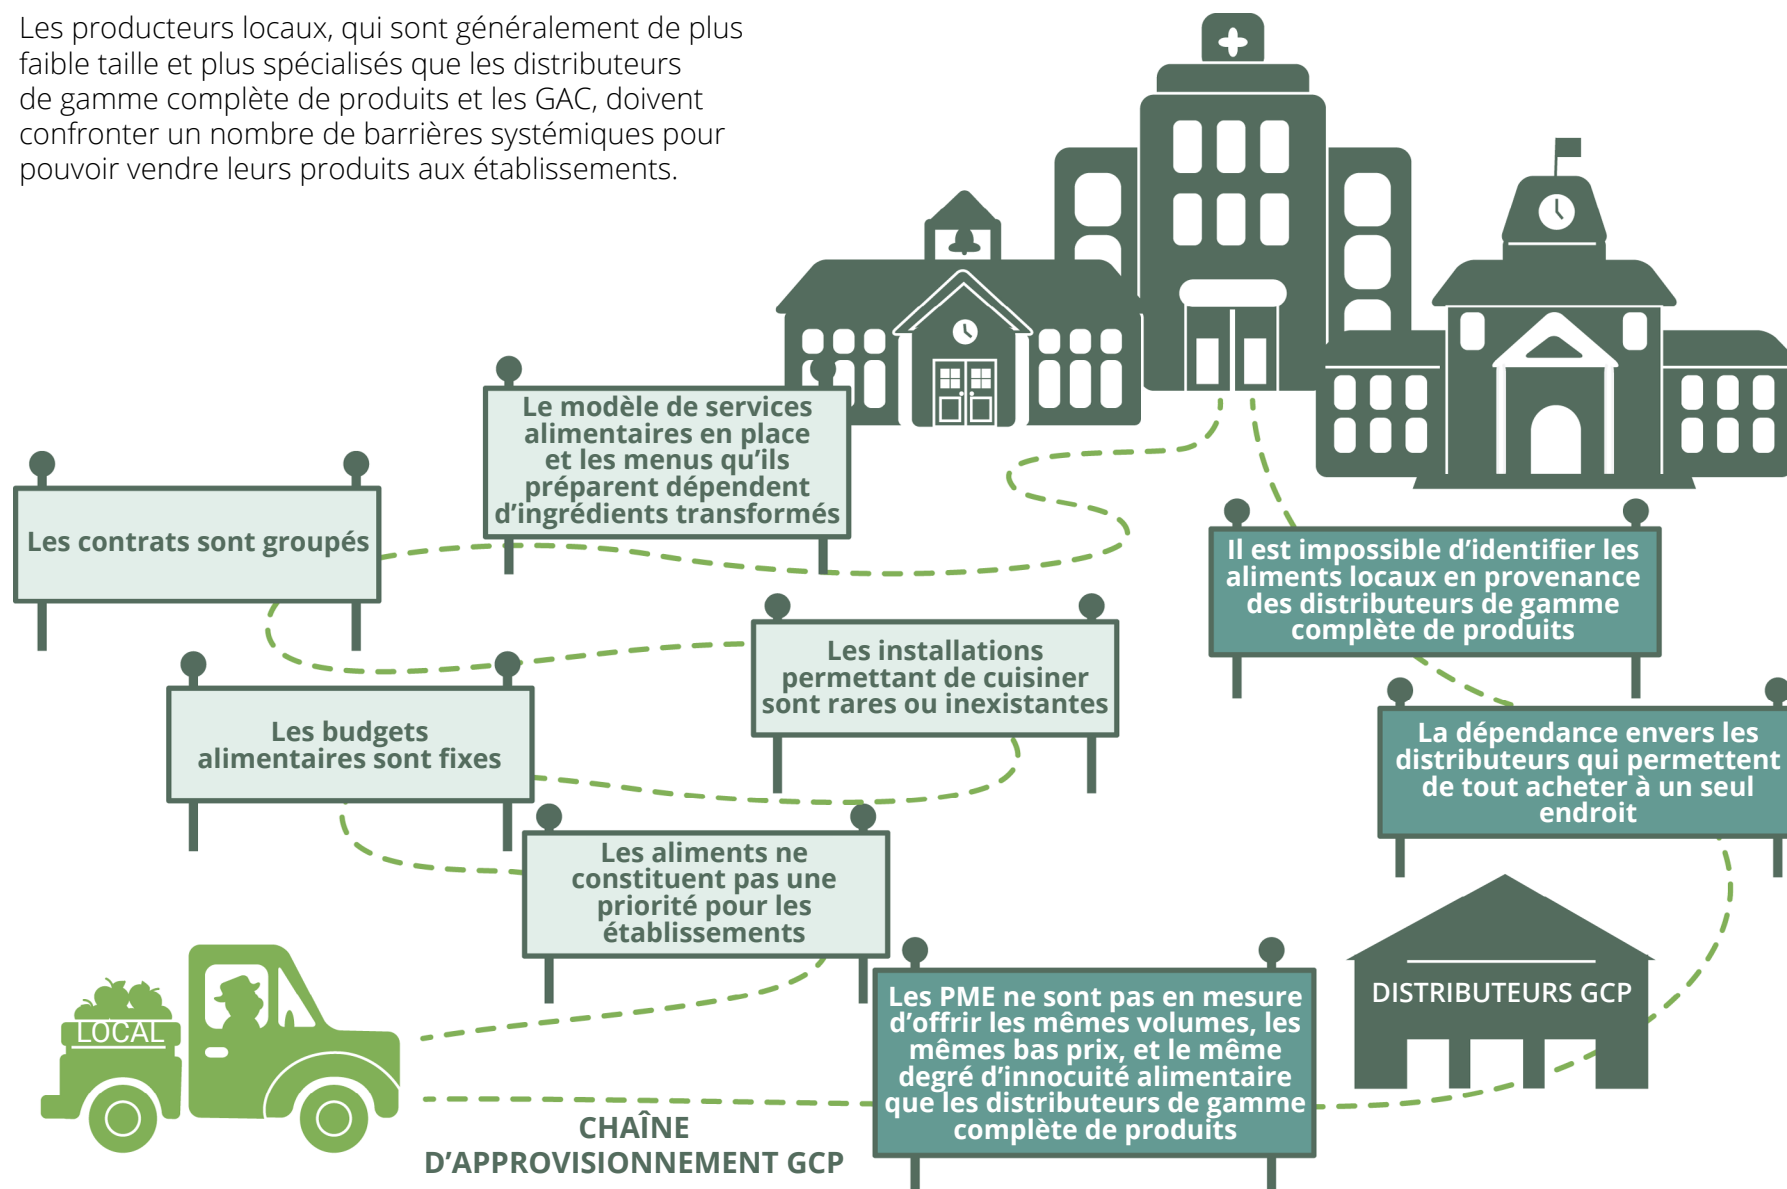 Les producteurs locaux, qui sont généralement de plus
faible taille et plus spécialisés que les distributeurs
de gamme complète de produits et les GAC, doivent
confronter un nombre de barrières systémiques pour
pouvoir vendre leurs produits aux établissements.
Le modèle de services
alimentaires en place
et les menus qu’ils
préparent dépendent
d’ingrédients transformés
Les contrats sont groupés
Il est impossible d’identifier les
aliments locaux en provenance
des distributeurs de gamme
complète de produits
Les installations
permettant de cuisiner
sont rares ou inexistantes
Les budgets
alimentaires sont fixes
La dépendance envers les
distributeurs qui permettent
de tout acheter à un seul
endroit
Les aliments ne
constituent pas une
priorité pour les
établissements
Les PME ne sont pas en mesure
d’offrir les mêmes volumes, les
mêmes bas prix, et le même
degré d’innocuité alimentaire
que les distributeurs de gamme
complète de produits
DISTRIBUTEURS GCP
LOCAL
CHAÎNE
D’APPROVISIONNEMENT GCP